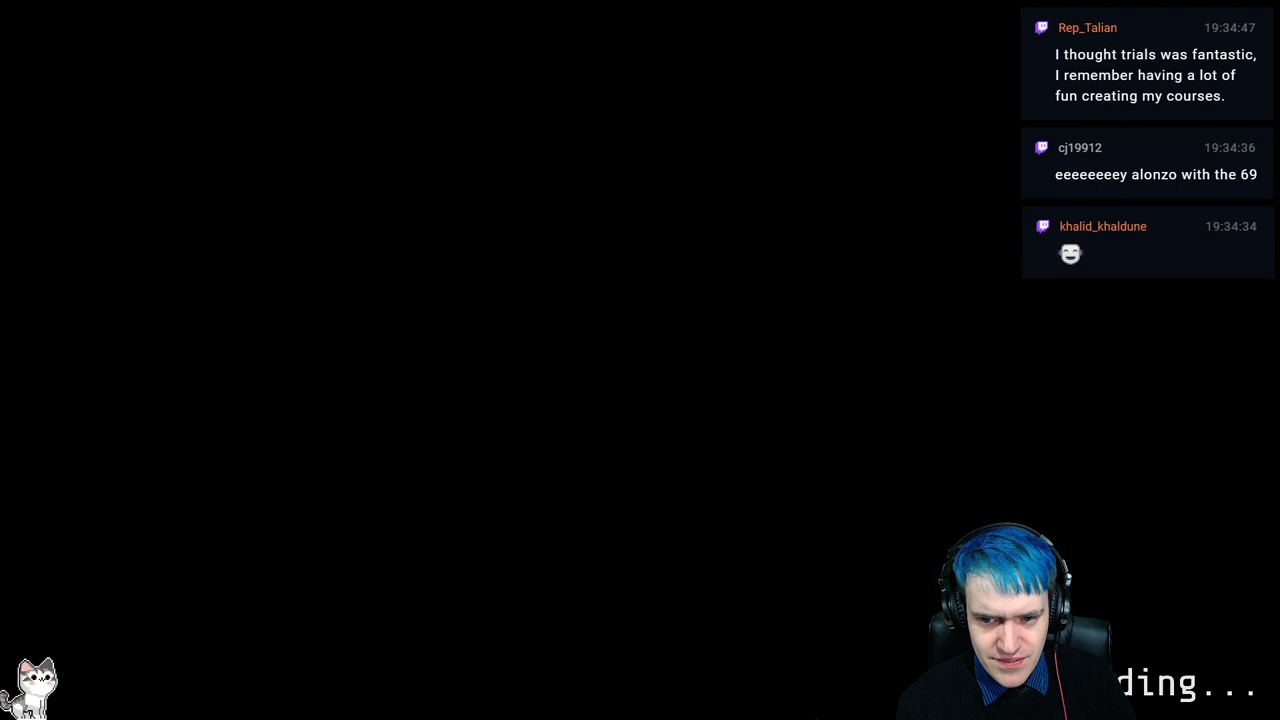 Rep_Talian 19:34:47
I thought trials was fantastic,
I remember having a lot of
fun creating my courses.
cj19912 19:34:36
eeeeeeeey alonzo with the 69
khalid_khaldune 19:34:34
ding...